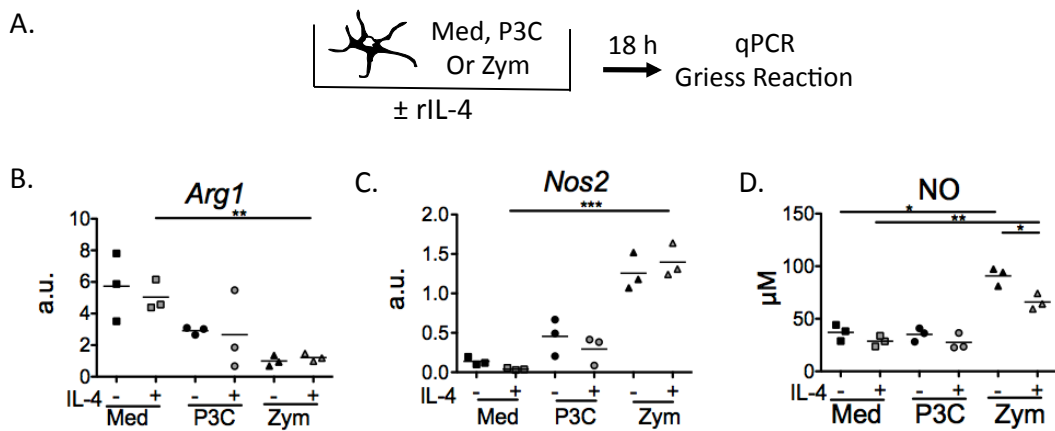 A.
Med, P3C
Or Zym
± rIL-4
18 h
qPCR
Griess Reaction
B.
Arg1
**
10
8
6
4
2
0
a.u.
IL-4 - + - + - +
Med P3C Zym
C.
Nos2
***
2.0
1.5
1.0
0.5
0.0
a.u.
IL-4 - + - + - +
Med P3C Zym
D.
NO
*
**
*
150
100
50
0
µM
IL-4 - + - + - +
Med P3C Zym